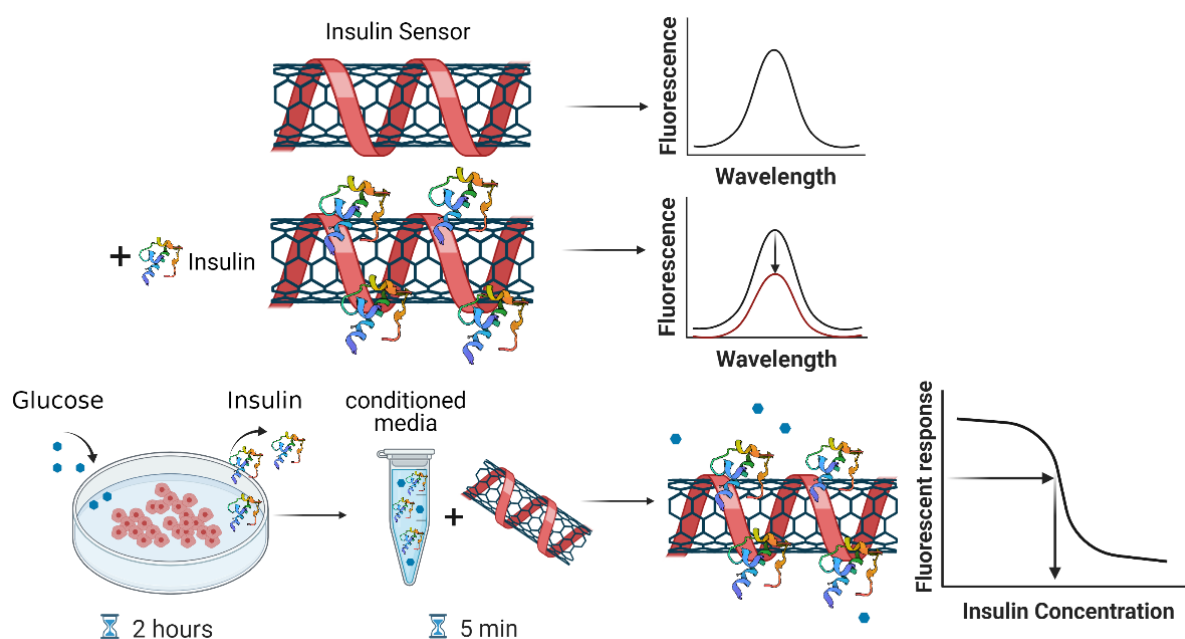 Insulin Sensor
Fluorescence
Wavelength
+ Insulin
Fluorescence
Wavelength
Glucose
Insulin
conditioned
media
+
Fluorescent response
Insulin Concentration
2 hours
5 min